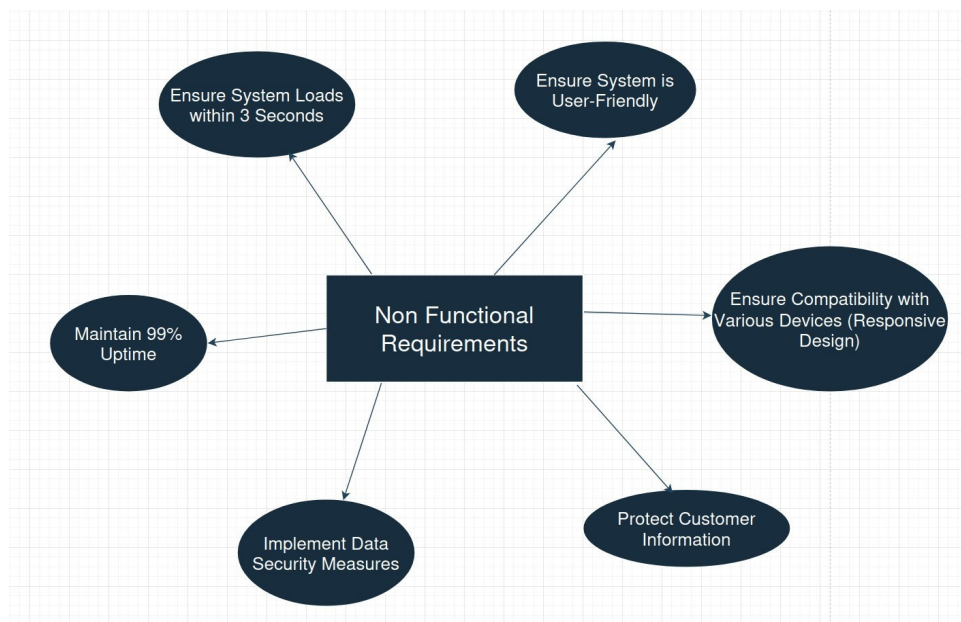 Ensure System Loads
within 3 Seconds
Ensure System is
User-Friendly
Non Functional
Requirements
Ensure Compatibility with
Various Devices (Responsive
Design)
Maintain 99%
Uptime
Implement Data
Security Measures
Protect Customer
Information